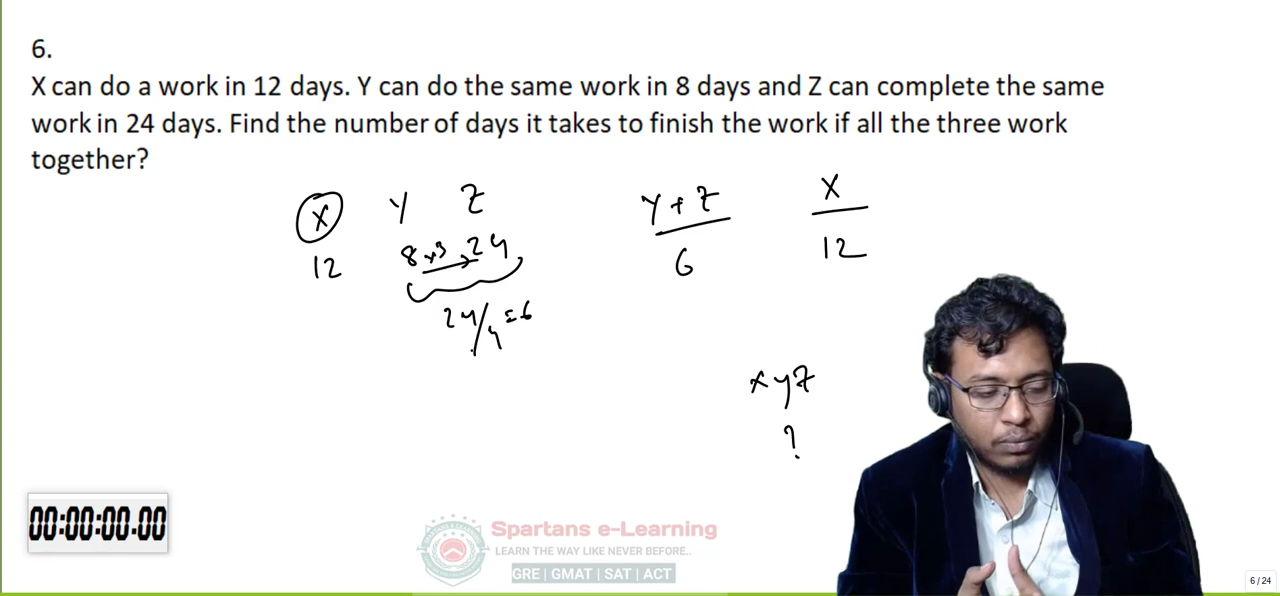 6.
X can do a work in 12 days. Y can do the same work in 8 days and Z can complete the same
work in 24 days. Find the number of days it takes to finish the work if all the three work
together?
X Y Z
12 8 x3 24
24/4 = 6
Y + Z
6
X
12
x y z
?
00:00:00.00
Spartans e-Learning
LEARN THE WAY LIKE NEVER BEFORE..
GRE | GMAT | SAT | ACT
6 / 24